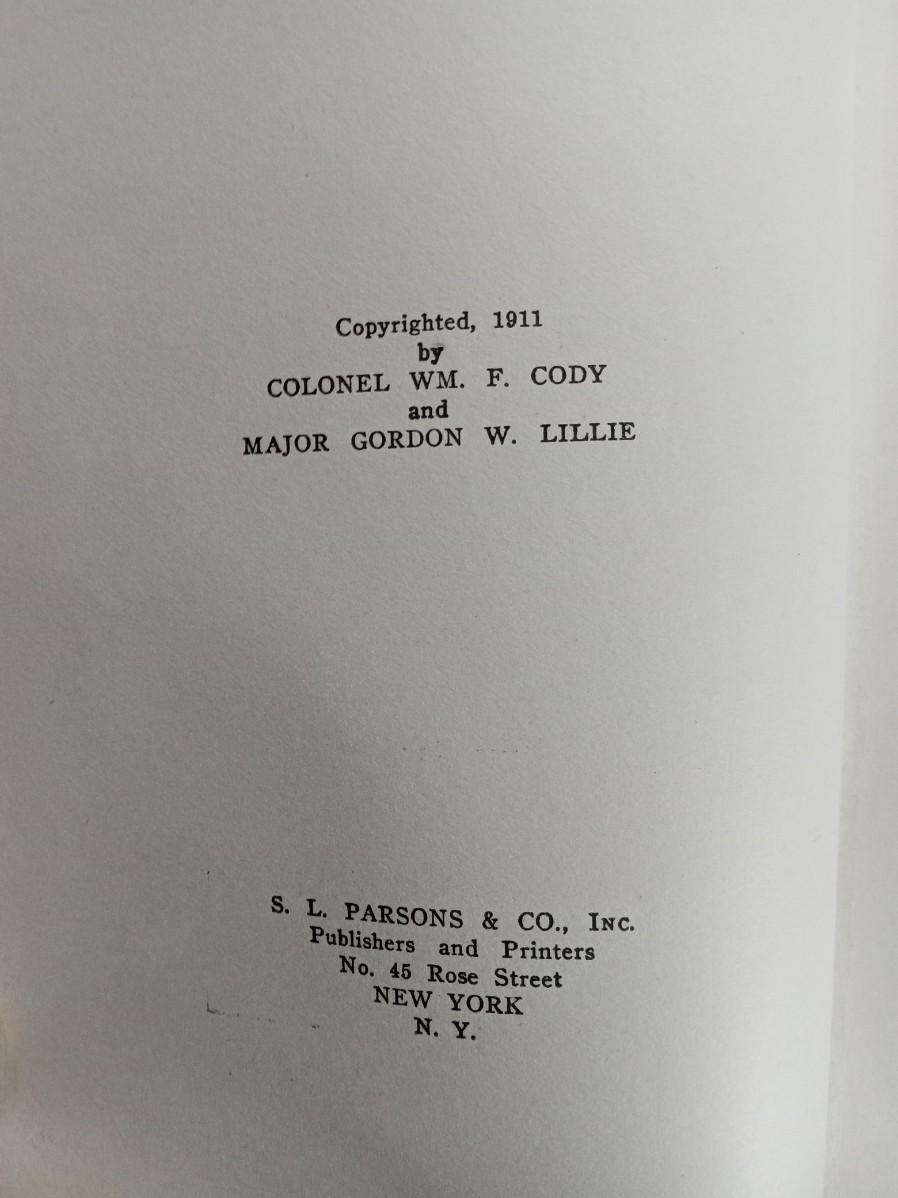 Copyrighted, 1911
by
COLONEL WM. F. CODY
and
MAJOR GORDON W. LILLIE
S. L. PARSONS & CO., INC.
Publishers and Printers
No. 45 Rose Street
NEW YORK
N. Y.